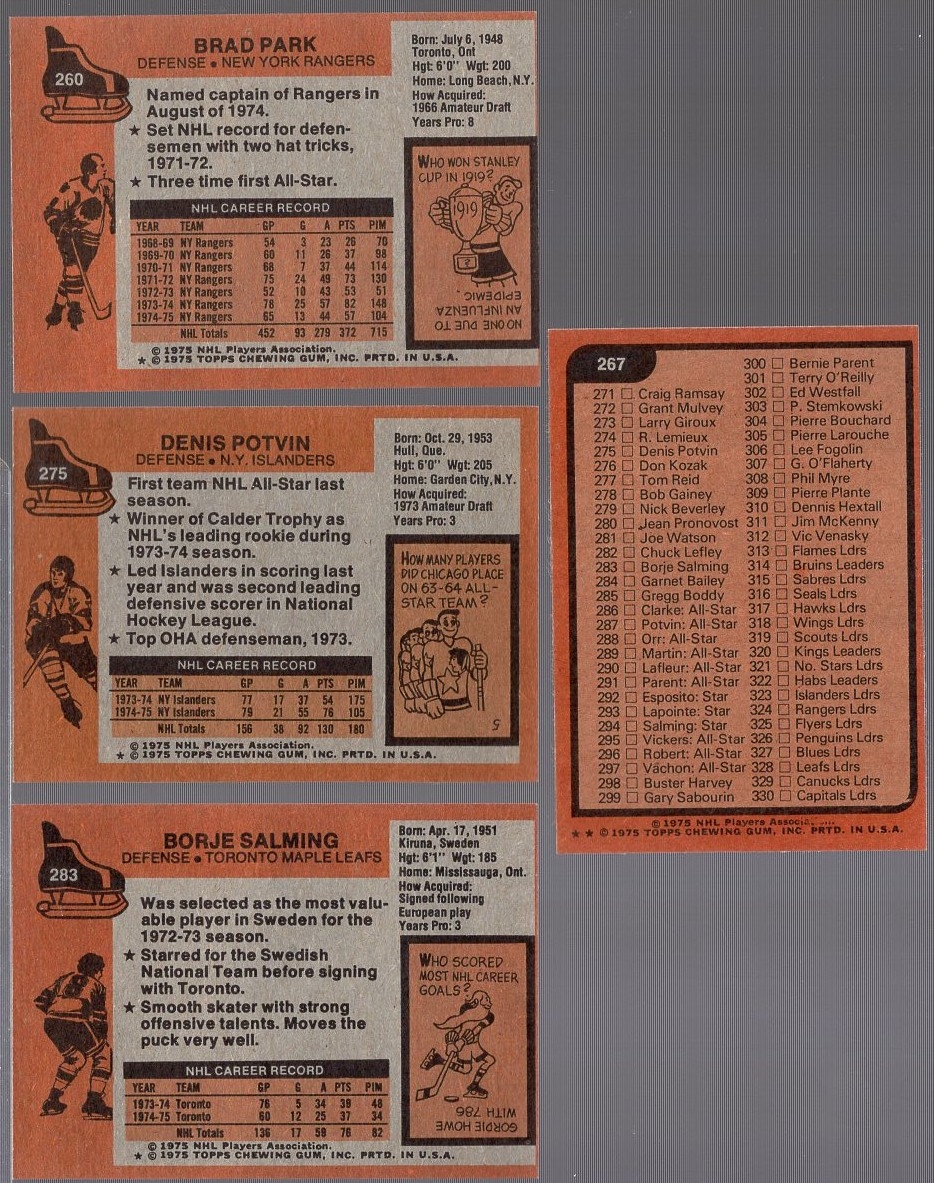 260
BRAD PARK
DEFENSE • NEW YORK RANGERS
Named captain of Rangers in
August of 1974.
★ Set NHL record for defen-
semen with two hat tricks,
1971-72.
★ Three time first All-Star.
NHL CAREER RECORD
YEAR TEAM GP G A PTS PIM
1968-69 NY Rangers 54 3 23 26 70
1969-70 NY Rangers 60 11 26 37 98
1970-71 NY Rangers 68 7 37 44 114
1971-72 NY Rangers 75 24 49 73 130
1972-73 NY Rangers 52 10 43 53 51
1973-74 NY Rangers 78 25 57 82 148
1974-75 NY Rangers 65 13 44 57 104
NHL Totals 452 93 279 372 715
© 1975 NHL Players Association.
★ © 1975 TOPPS CHEWING GUM, INC. PRTD. IN U.S.A.
Born: July 6, 1948
Toronto, Ont
Hgt: 6'0" Wgt: 200
Home: Long Beach, N.Y.
How Acquired:
1966 Amateur Draft
Years Pro: 8
WHO WON STANLEY
CUP IN 1919?
1919
?
NO ONE DUE TO
AN INFLUENZA
EPIDEMIC.
275
DENIS POTVIN
DEFENSE • N.Y. ISLANDERS
First team NHL All-Star last
season.
★ Winner of Calder Trophy as
NHL's leading rookie during
1973-74 season.
★ Led Islanders in scoring last
year and was second leading
defensive scorer in National
Hockey League.
★ Top OHA defenseman, 1973.
NHL CAREER RECORD
YEAR TEAM GP G A PTS PIM
1973-74 NY Islanders 77 17 37 54 175
1974-75 NY Islanders 79 21 55 76 105
NHL Totals 156 38 92 130 180
© 1975 NHL Players Association.
★ © 1975 TOPPS CHEWING GUM, INC. PRTD. IN U.S.A.
Born: Oct. 29, 1953
Hull, Que.
Hgt: 6'0" Wgt: 205
Home: Garden City, N.Y.
How Acquired:
1973 Amateur Draft
Years Pro: 3
HOW MANY PLAYERS
DID CHICAGO PLACE
ON 63-64 ALL-
STAR TEAM?
5
283
BORJE SALMING
DEFENSE • TORONTO MAPLE LEAFS
Was selected as the most valu-
able player in Sweden for the
1972-73 season.
★ Starred for the Swedish
National Team before signing
with Toronto.
★ Smooth skater with strong
offensive talents. Moves the
puck very well.
NHL CAREER RECORD
YEAR TEAM GP G A PTS PIM
1973-74 Toronto 76 5 34 39 48
1974-75 Toronto 60 12 25 37 34
NHL Totals 136 17 59 76 82
© 1975 NHL Players Association.
★ © 1975 TOPPS CHEWING GUM, INC. PRTD. IN U.S.A.
Born: Apr. 17, 1951
Kiruna, Sweden
Hgt: 6'1" Wgt: 185
Home: Mississauga, Ont.
How Acquired:
Signed following
European play
Years Pro: 3
WHO SCORED
MOST NHL CAREER
GOALS?
GORDIE HOWE
WITH 786
267
271 Craig Ramsay
272 Grant Mulvey
273 Larry Giroux
274 R. Lemieux
275 Denis Potvin
276 Don Kozak
277 Tom Reid
278 Bob Gainey
279 Nick Beverley
280 Jean Pronovost
281 Joe Watson
282 Chuck Lefley
283 Borje Salming
284 Garnet Bailey
285 Gregg Boddy
286 Clarke: All-Star
287 Potvin: All-Star
288 Orr: All-Star
289 Martin: All-Star
290 Lafleur: All-Star
291 Parent: All-Star
292 Esposito: Star
293 Lapointe: Star
294 Salming: Star
295 Vickers: All-Star
296 Robert: All-Star
297 Vachon: All-Star
298 Buster Harvey
299 Gary Sabourin
300 Bernie Parent
301 Terry O'Reilly
302 Ed Westfall
303 P. Stemkowski
304 Pierre Bouchard
305 Pierre Larouche
306 Lee Fogolin
307 G. O'Flaherty
308 Phil Myre
309 Pierre Plante
310 Dennis Hextall
311 Jim McKenny
312 Vic Venasky
313 Flames Ldrs
314 Bruins Leaders
315 Sabres Ldrs
316 Seals Ldrs
317 Hawks Ldrs
318 Wings Ldrs
319 Scouts Ldrs
320 Kings Leaders
321 No. Stars Ldrs
322 Habs Leaders
323 Islanders Ldrs
324 Rangers Ldrs
325 Flyers Ldrs
326 Penguins Ldrs
327 Blues Ldrs
328 Leafs Ldrs
329 Canucks Ldrs
330 Capitals Ldrs
© 1975 NHL Players
★ ★ © 1975 TOPPS CHEWING GUM, INC. PRTD. IN U.S.A.